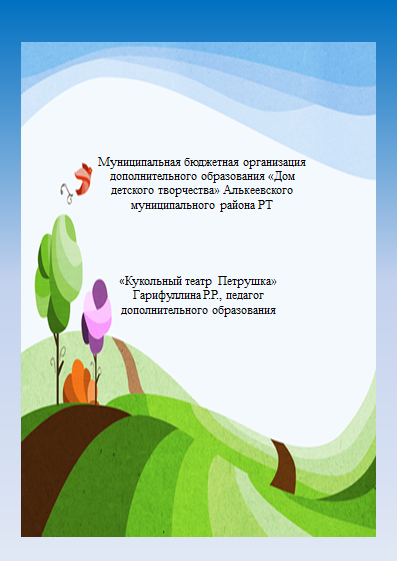 Муниципальная бюджетная организация
дополнительного образования «Дом
детского творчества» Алькеевского
муниципального района РТ
«Кукольный театр Петрушка»
Гарифуллина Р.Р., педагог
дополнительного образования